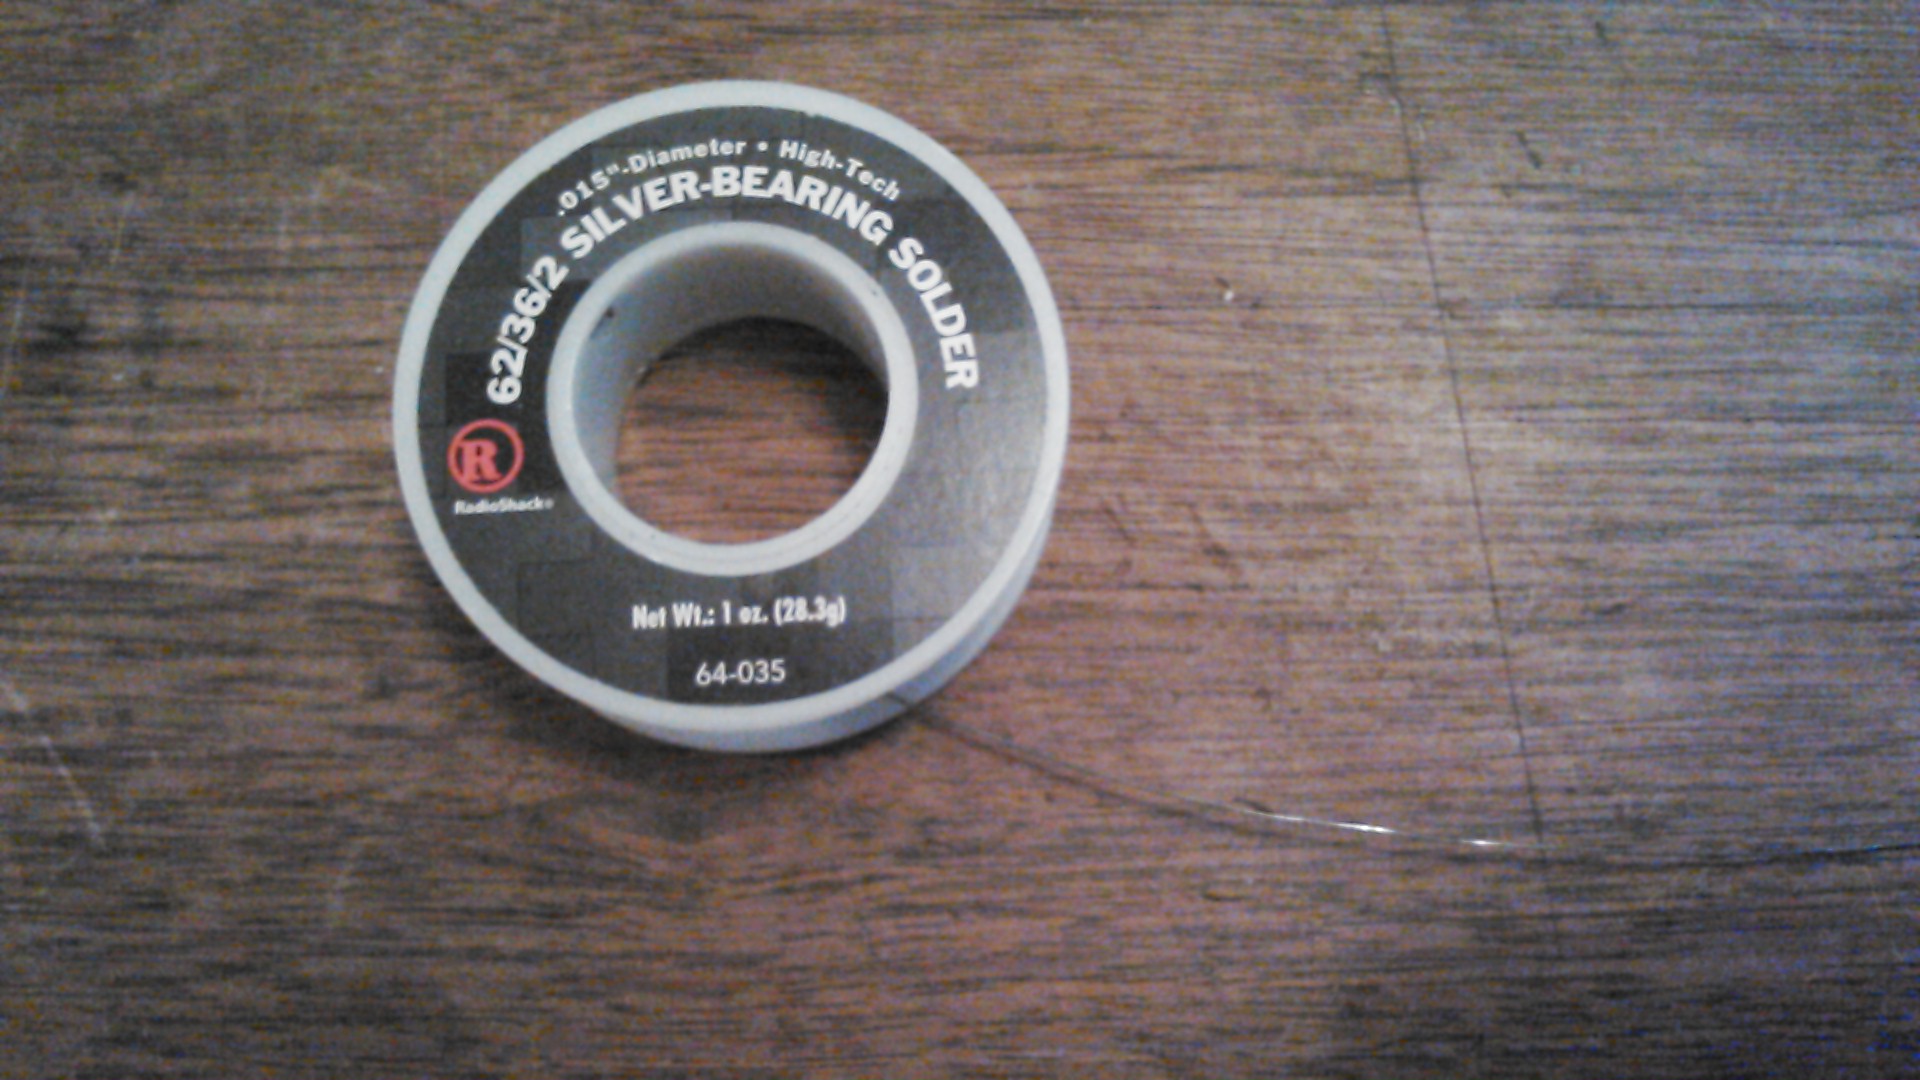 .015"-Diameter • High-Tech
62/36/2 SILVER-BEARING SOLDER
R
RadioShack®
Net Wt.: 1 oz. (28.3g)
64-035